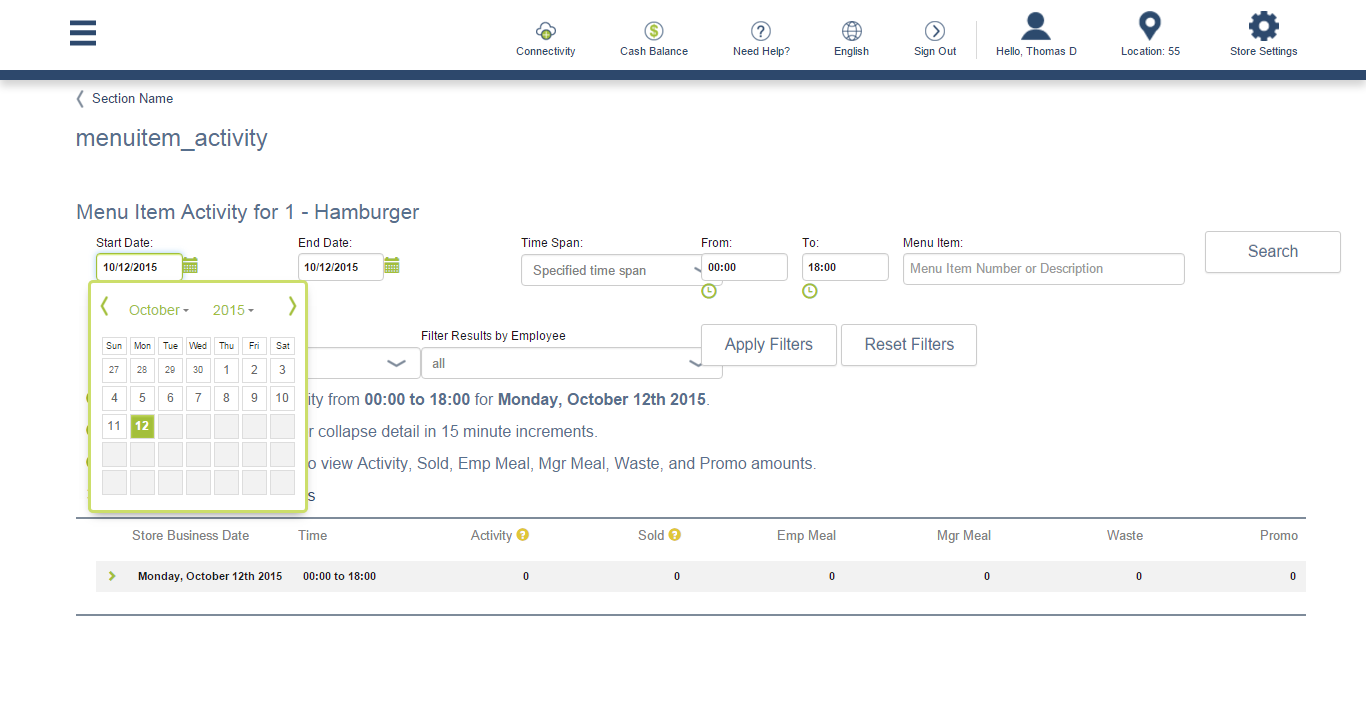 Connectivity Cash Balance Need Help? English Sign Out Hello, Thomas D Location: 55 Store Settings
Section Name
menuitem_activity
Menu Item Activity for 1 - Hamburger
Start Date: End Date: Time Span: From: To: Menu Item:
10/12/2015 10/12/2015 Specified time span 00:00 18:00 Menu Item Number or Description Search
October 2015
Filter Results by Employee
all Apply Filters Reset Filters
Sun Mon Tue Wed Thu Fri Sat
27 28 29 30 1 2 3
4 5 6 7 8 9 10
11 12
from 00:00 to 18:00 for Monday, October 12th 2015.
collapse detail in 15 minute increments.
view Activity, Sold, Emp Meal, Mgr Meal, Waste, and Promo amounts.
Store Business Date Time Activity ? Sold ? Emp Meal Mgr Meal Waste Promo
Monday, October 12th 2015 00:00 to 18:00 0 0 0 0 0 0